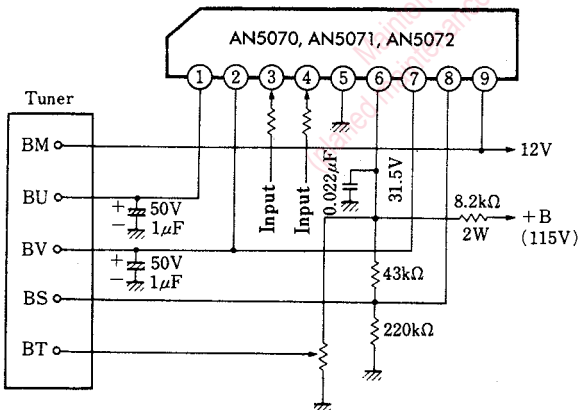 AN5070, AN5071, AN5072
1 2 3 4 5 6 7 8 9
Tuner
BM
12V
BU
+
−
50V
1μF
Input
Input
0.022μF
31.5V
8.2kΩ
2W
+B
(115V)
BV
+
−
50V
1μF
43kΩ
BS
220kΩ
BT